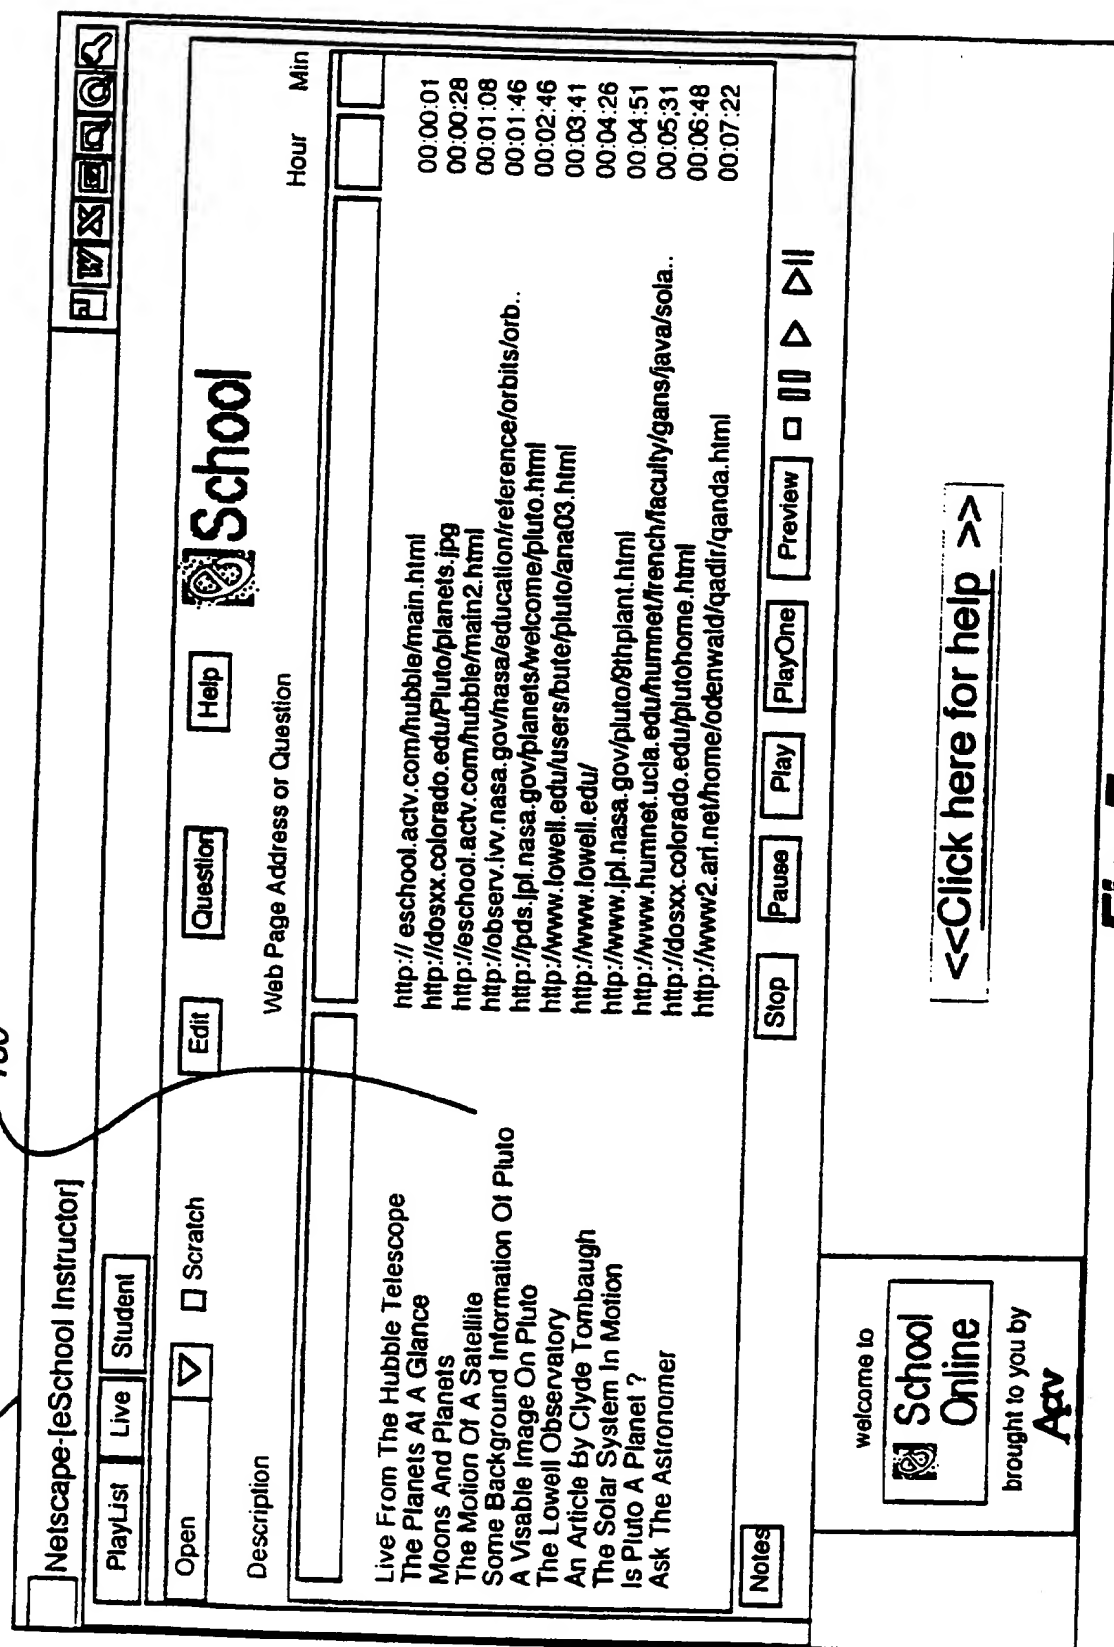 Netscape-[eSchool Instructor]
PlayList Live Student
Open Scratch Edit Question Help School
Description Web Page Address or Question Hour Min
Live From The Hubble Telescope http:// eschool.actv.com/hubble/main.html 00:00:01
The Planets At A Glance http://dosxx.colorado.edu/Pluto/planets.jpg 00:00:28
Moons And Planets http://eschool.actv.com/hubble/main2.html 00:01:08
The Motion Of A Satellite http://observ.ivv.nasa.gov/nasa/education/reference/orbits/orb.. 00:01:46
Some Background Information Of Pluto http://pds.jpl.nasa.gov/planets/welcome/pluto.html 00:02:46
A Visable Image On Pluto http://www.lowell.edu/users/bute/pluto/ana03.html 00:03:41
The Lowell Observatory http://www.lowell.edu/ 00:04:26
An Article By Clyde Tombaugh http://www.jpl.nasa.gov/pluto/9thplant.html 00:04:51
The Solar System In Motion http://www.humnet.ucla.edu/humnet/french/faculty/gans/java/sola.. 00:05;31
Is Pluto A Planet ? http://dosxx.colorado.edu/plutohome.html 00:06:48
Ask The Astronomer http://www2.ari.net/home/odenwald/qadir/qanda.html 00:07:22
Notes Stop Pause Play PlayOne Preview
welcome to
School
Online
brought to you by
Actv
<<Click here for help >>